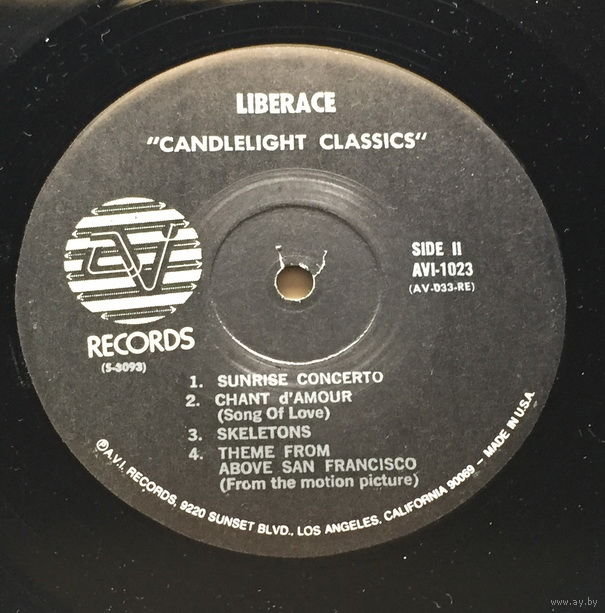 LIBERACE
"CANDLELIGHT CLASSICS"
AVI
RECORDS
(S-3093)
SIDE II
AVI-1023
(AV-033-RE)
1. SUNRISE CONCERTO
2. CHANT d'AMOUR
(Song Of Love)
3. SKELETONS
4. THEME FROM
ABOVE SAN FRANCISCO
(From the motion picture)
℗A.V.I. RECORDS, 9220 SUNSET BLVD., LOS ANGELES, CALIFORNIA 90069 – MADE IN U.S.A.
www.ay.by